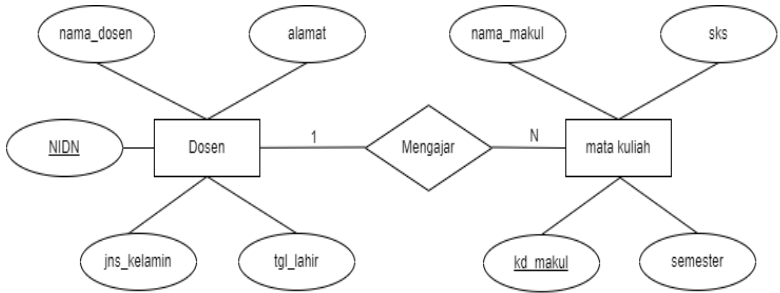 nama_dosen
alamat
nama_makul
sks
NIDN
Dosen
1
Mengajar
N
mata kuliah
jns_kelamin
tgl_lahir
kd_makul
semester